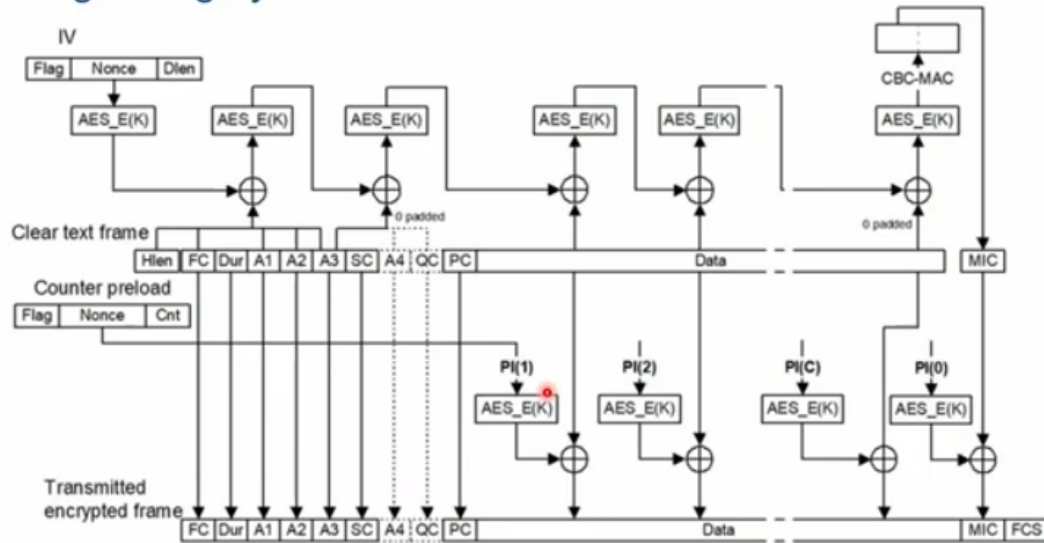 IV
Flag Nonce Dlen
CBC-MAC
AES_E(K) AES_E(K) AES_E(K) AES_E(K) AES_E(K) AES_E(K)
0 padded
0 padded
Clear text frame
Hlen FC Dur A1 A2 A3 SC A4 QC PC Data MIC
Counter preload
Flag Nonce Cnt
PI(1) PI(2) PI(C) PI(0)
AES_E(K) AES_E(K) AES_E(K) AES_E(K)
Transmitted
encrypted frame
FC Dur A1 A2 A3 SC A4 QC PC Data MIC FCS